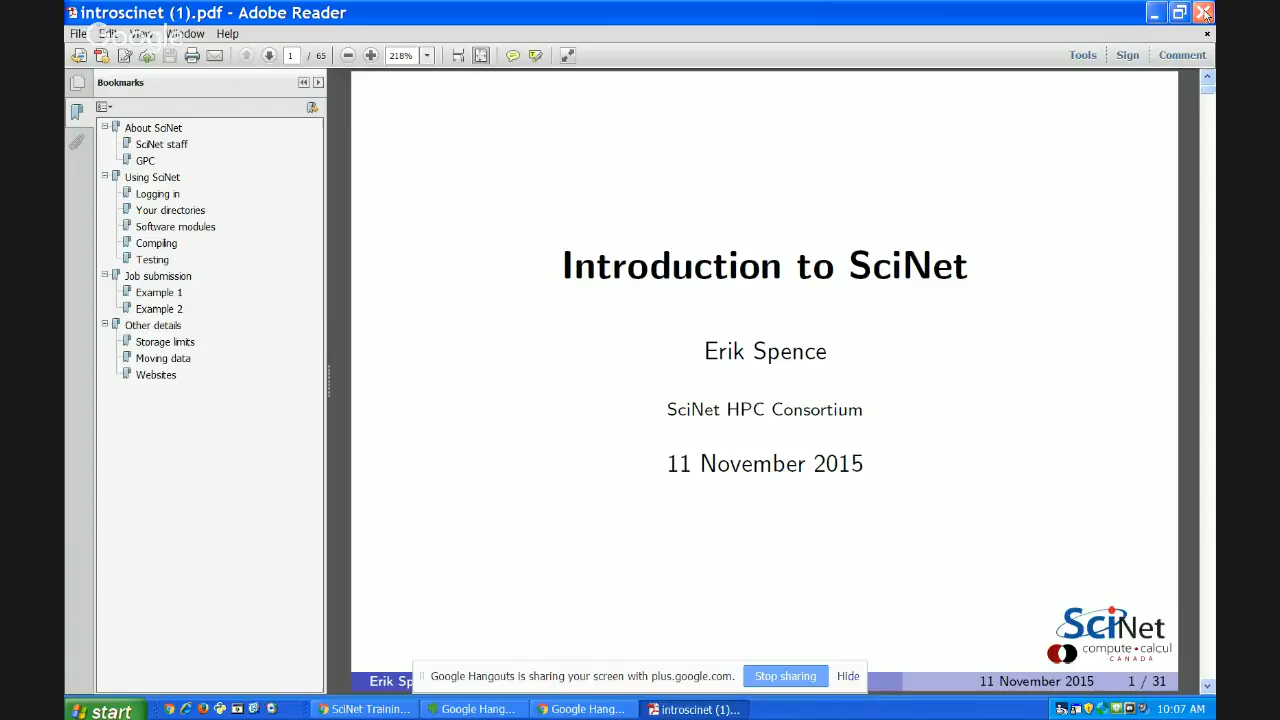 introscinet (1).pdf - Adobe Reader
File Edit View Window Help
Google
1 / 65
218%
Tools Sign Comment
Bookmarks
About SciNet
SciNet staff
GPC
Using SciNet
Logging in
Your directories
Software modules
Compiling
Testing
Job submission
Example 1
Example 2
Other details
Storage limits
Moving data
Websites
Introduction to SciNet
Erik Spence
SciNet HPC Consortium
11 November 2015
SciNet
compute • calcul
CANADA
Erik Sp
11 November 2015 1 / 31
Google Hangouts is sharing your screen with plus.google.com. Stop sharing Hide
start
SciNet Trainin...
Google Hang...
Google Hang...
introscinet (1)...
10:07 AM